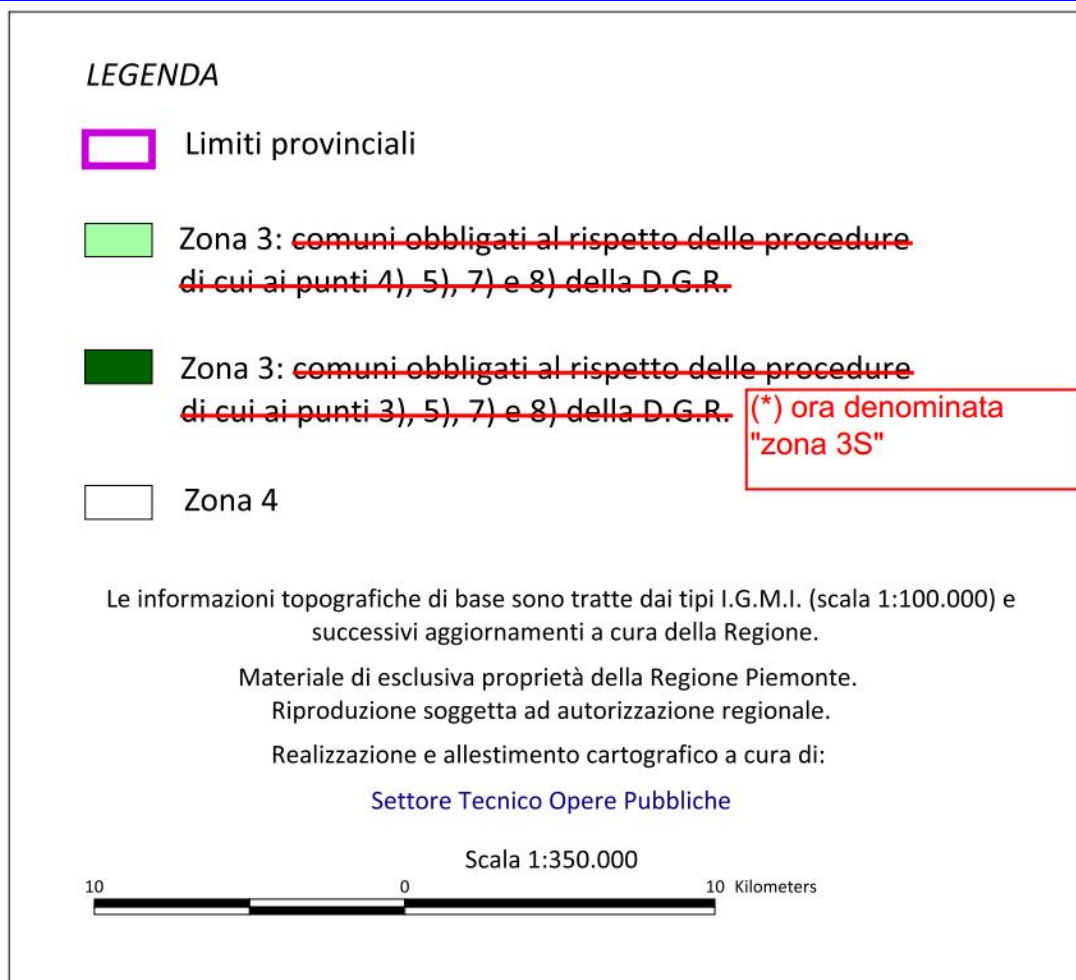 LEGENDA
Limiti provinciali
Zona 3: comuni obbligati al rispetto delle procedure
di cui ai punti 4), 5), 7) e 8) della D.G.R.
Zona 3: comuni obbligati al rispetto delle procedure
di cui ai punti 3), 5), 7) e 8) della D.G.R.
(*) ora denominata
"zona 3S"
Zona 4
Le informazioni topografiche di base sono tratte dai tipi I.G.M.I. (scala 1:100.000) e
successivi aggiornamenti a cura della Regione.
Materiale di esclusiva proprietà della Regione Piemonte.
Riproduzione soggetta ad autorizzazione regionale.
Realizzazione e allestimento cartografico a cura di:
Settore Tecnico Opere Pubbliche
Scala 1:350.000
10 0 10 Kilometers